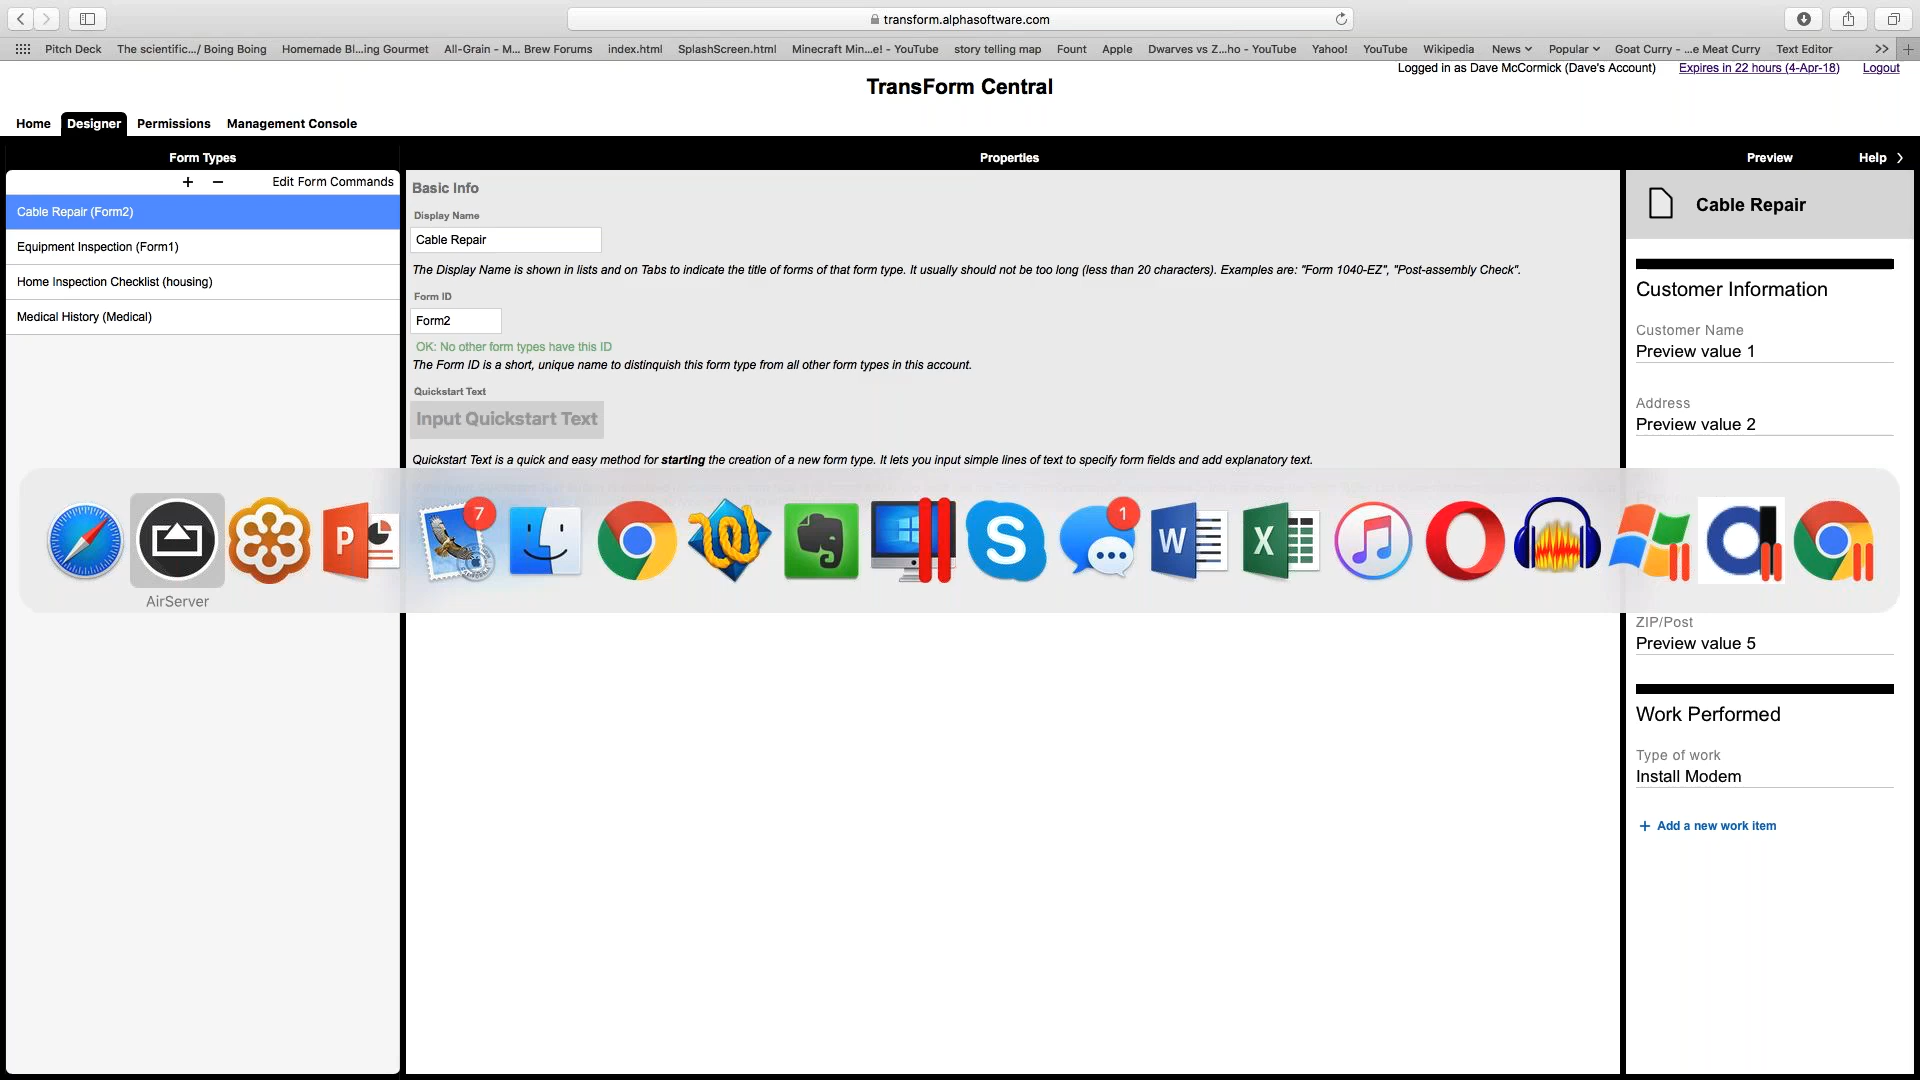 transform.alphasoftware.com
Pitch Deck
The scientific.../ Boing Boing
Homemade Bl...ing Gourmet
All-Grain - M... Brew Forums
index.html
SplashScreen.html
Minecraft Min...e! - YouTube
story telling map
Fount
Apple
Dwarves vs Z...ho - YouTube
Yahoo!
YouTube
Wikipedia
News
Popular
Goat Curry - ...e Meat Curry
Text Editor
Logged in as Dave McCormick (Dave's Account)
Expires in 22 hours (4-Apr-18)
Logout
TransForm Central
Home
Designer
Permissions
Management Console
Form Types
Properties
Preview
Help
+ −
Edit Form Commands
Cable Repair (Form2)
Equipment Inspection (Form1)
Home Inspection Checklist (housing)
Medical History (Medical)
Basic Info
Display Name
Cable Repair
The Display Name is shown in lists and on Tabs to indicate the title of forms of that form type. It usually should not be too long (less than 20 characters). Examples are: "Form 1040-EZ", "Post-assembly Check".
Form ID
Form2
OK: No other form types have this ID
The Form ID is a short, unique name to distinquish this form type from all other form types in this account.
Quickstart Text
Input Quickstart Text
Quickstart Text is a quick and easy method for starting the creation of a new form type. It lets you input simple lines of text to specify form fields and add explanatory text.
Cable Repair
Customer Information
Customer Name
Preview value 1
Address
Preview value 2
P
7
S
1
W
X
AirServer
ZIP/Post
Preview value 5
Work Performed
Type of work
Install Modem
+ Add a new work item